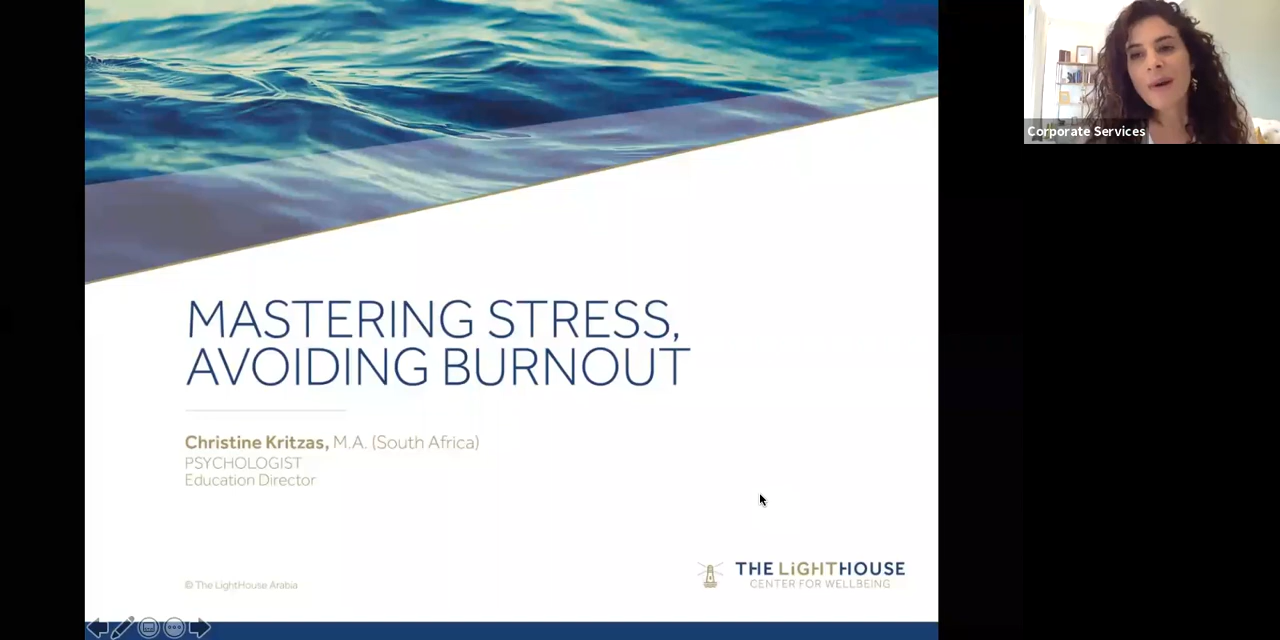 Corporate Services
MASTERING STRESS,
AVOIDING BURNOUT
Christine Kritzas, M.A. (South Africa)
PSYCHOLOGIST
Education Director
THE LiGHTHOUSE
CENTER FOR WELLBEING
© The LightHouse Arabia